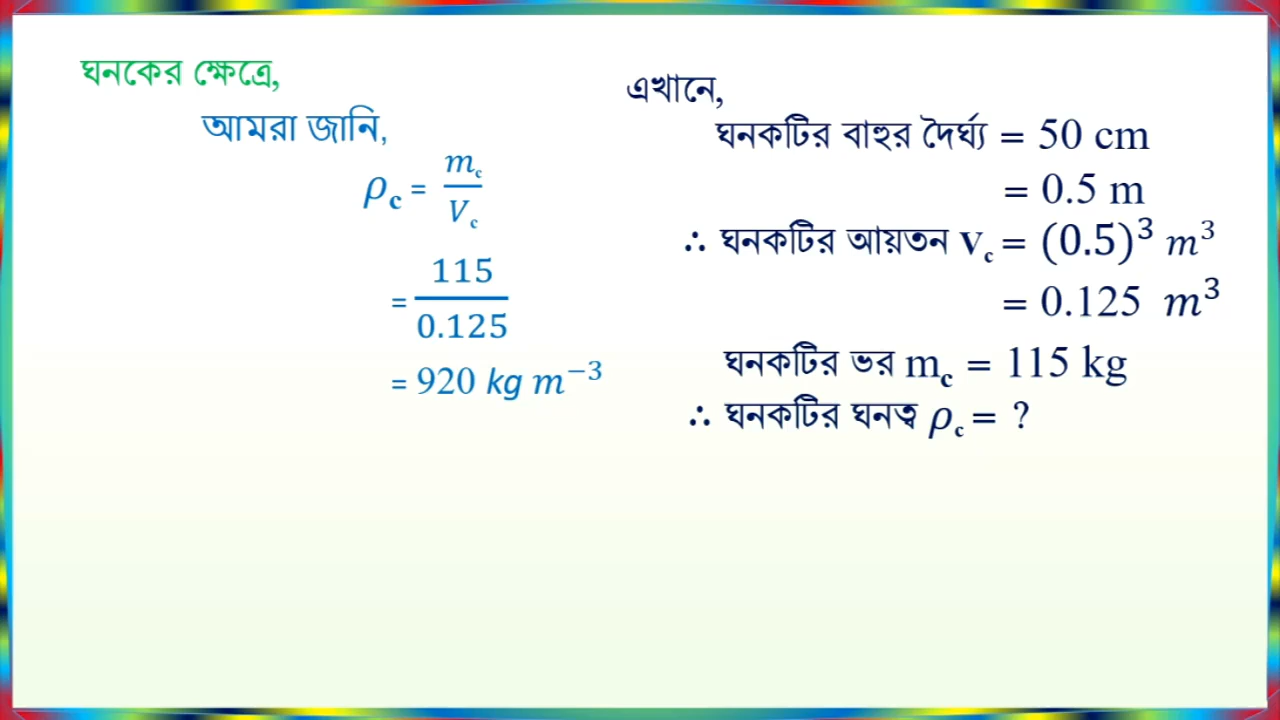 ঘনকের ক্ষেত্রে,
আমরা জানি,
ρc = mc/Vc
= 115/0.125
= 920 kg m⁻³
এখানে,
ঘনকটির বাহুর দৈর্ঘ্য = 50 cm
= 0.5 m
∴ ঘনকটির আয়তন Vc = (0.5)³ m³
= 0.125 m³
ঘনকটির ভর mc = 115 kg
∴ ঘনকটির ঘনত্ব ρc = ?